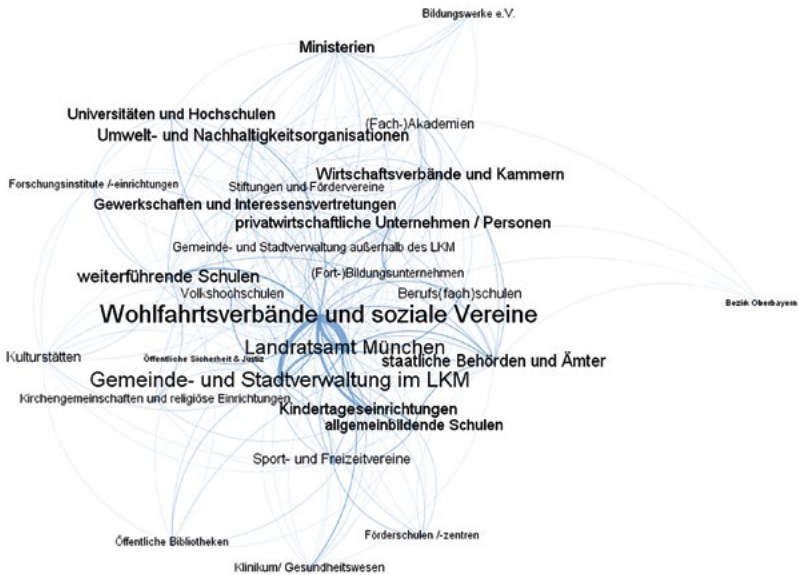 Bildungswerke e.V.
Ministerien
Universitäten und Hochschulen
(Fach-)Akademien
Umwelt- und Nachhaltigkeitsorganisationen
Wirtschaftsverbände und Kammern
Forschungsinstitute /-einrichtungen
Stiftungen und Fördervereine
Gewerkschaften und Interessensvertretungen
privatwirtschaftliche Unternehmen / Personen
Gemeinde- und Stadtverwaltung außerhalb des LKM
weiterführende Schulen
(Fort-)Bildungsunternehmen
Volkshochschulen
Berufs(fach)schulen
Bezirk Oberbayern
Wohlfahrtsverbände und soziale Vereine
Landratsamt München
Kulturstätten
Öffentliche Sicherheit & Justiz
staatliche Behörden und Ämter
Gemeinde- und Stadtverwaltung im LKM
Kirchengemeinschaften und religiöse Einrichtungen
Kindertageseinrichtungen
allgemeinbildende Schulen
Sport- und Freizeitvereine
Öffentliche Bibliotheken
Förderschulen /-zentren
Klinikum/ Gesundheitswesen